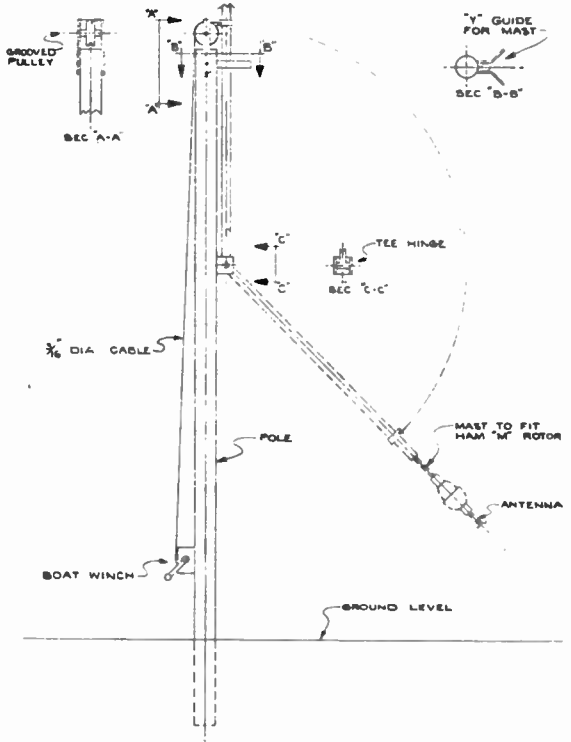 "A"
"Y" GUIDE
FOR MAST
GROOVED
PULLEY
"B"
"B"
"A"
SEC "A-A"
SEC "B-B"
"C"
TEE HINGE
"C"
SEC "C-C"
3/16" DIA CABLE
POLE
MAST TO FIT
HAM "M" ROTOR
ANTENNA
BOAT WINCH
GROUND LEVEL